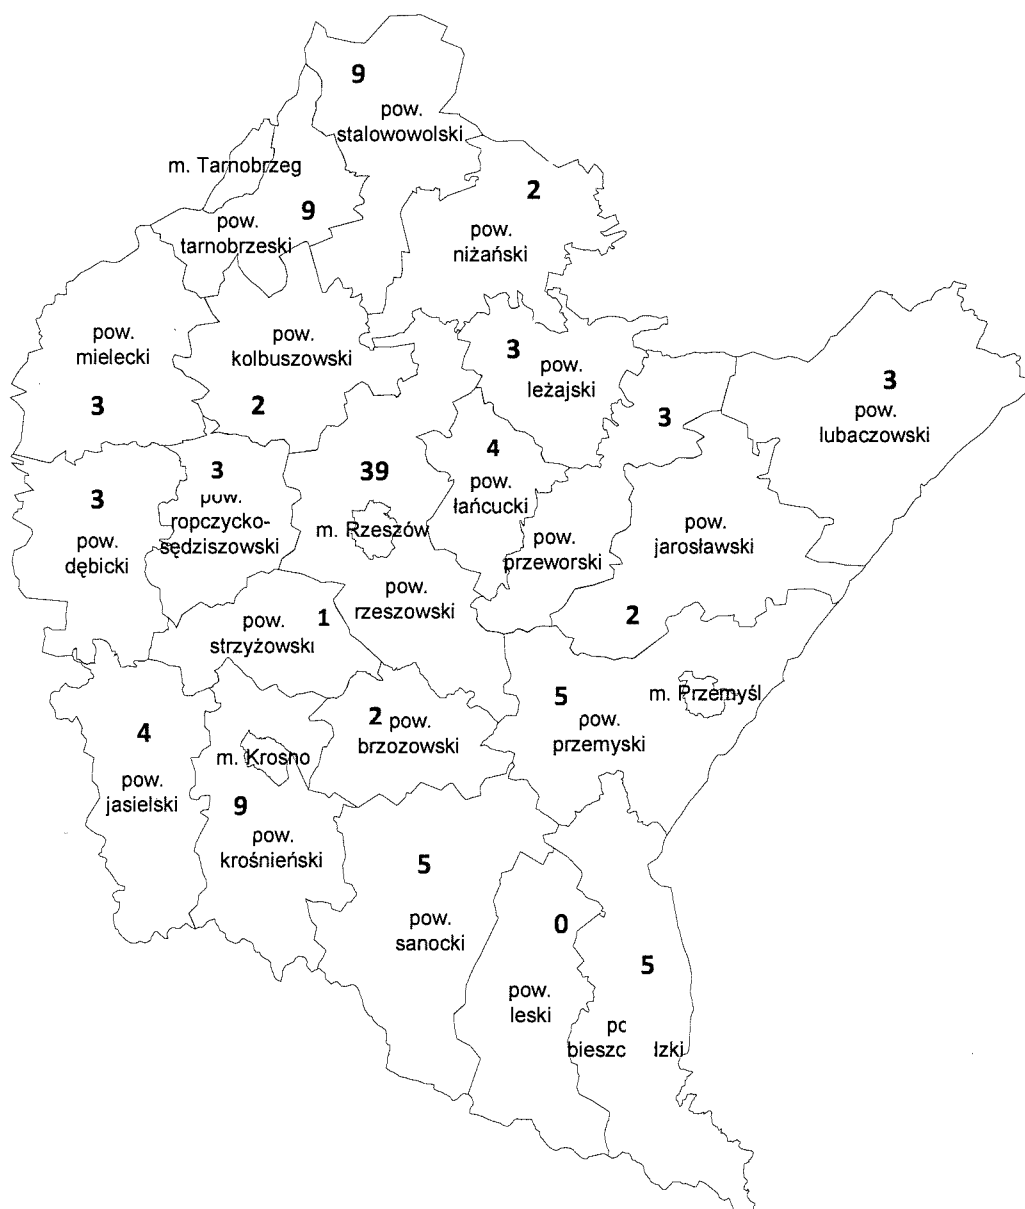 9
pow.
stalowowolski
m. Tarnobrzeg
2
9
pow.
tarnobrzeski
pow.
niżański
pow.
mielecki
3
pow.
kolbuszowski
2
3
pow.
leżajski
3
3
pow.
lubaczowski
4
pow.
łańcucki
39
m. Rzeszów
pow.
rzeszowski
3
pow.
ropczycko-
sędziszowski
3
pow.
dębicki
pow.
przeworski
pow.
jarosławski
2
1
pow.
strzyżowski
5
pow.
przemyski
m. Przemyśl
2 pow.
brzozowski
4
pow.
jasielski
m. Krosno
9
pow.
krośnieński
5
pow.
sanocki
0
pow.
leski
5